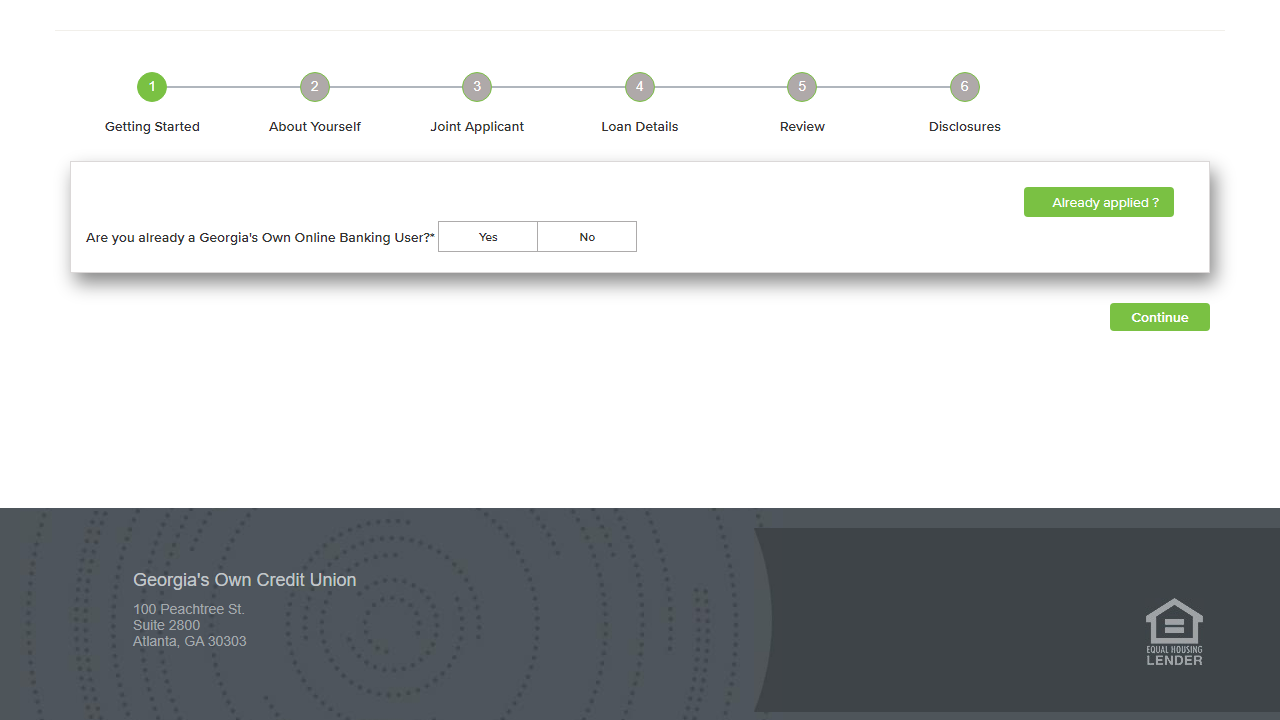 1 2 3 4 5 6
Getting Started About Yourself Joint Applicant Loan Details Review Disclosures
Already applied ?
Are you already a Georgia's Own Online Banking User?* Yes No
Continue
Georgia's Own Credit Union
100 Peachtree St.
Suite 2800
Atlanta, GA 30303
EQUAL HOUSING
LENDER